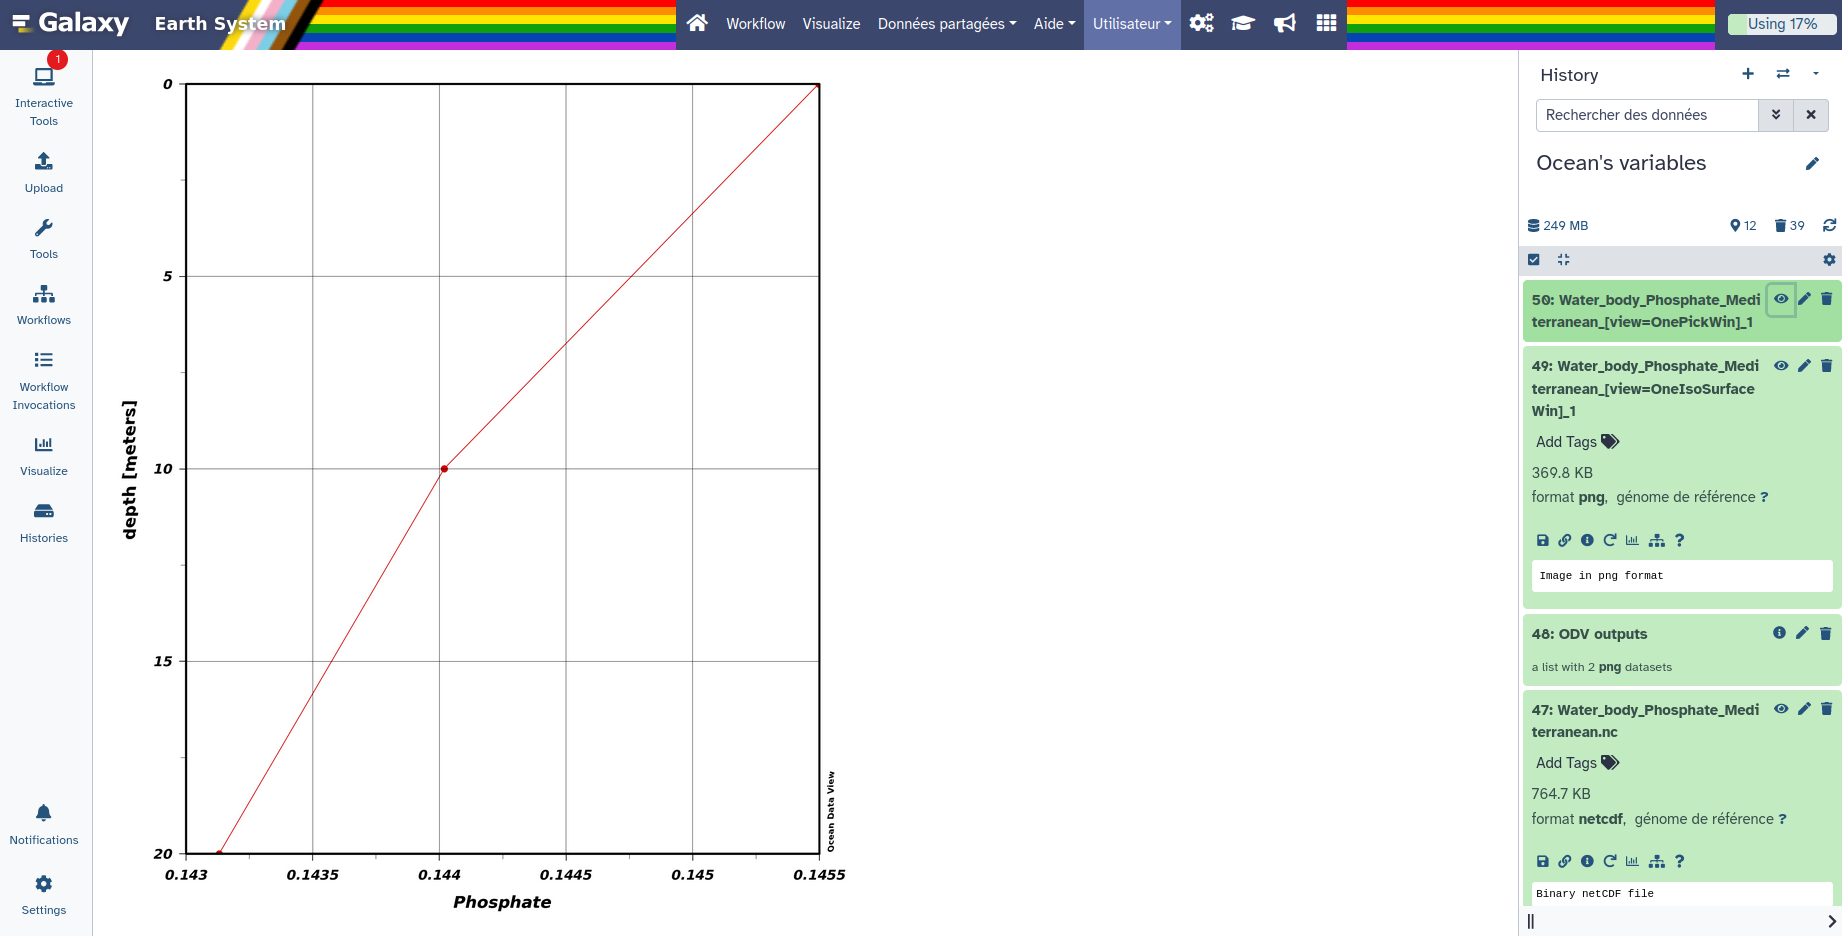 Galaxy Earth System
Workflow Visualize Données partagées Aide Utilisateur
Using 17%
1
Interactive
Tools
Upload
Tools
Workflows
Workflow
Invocations
Visualize
Histories
Notifications
Settings
0
5
10
15
20
depth [meters]
0.143 0.1435 0.144 0.1445 0.145 0.1455
Phosphate
Ocean Data View
History
Rechercher des données
Ocean's variables
249 MB 12 39
50: Water_body_Phosphate_Medi
terranean_[view=OnePickWin]_1
49: Water_body_Phosphate_Medi
terranean_[view=OneIsoSurface
Win]_1
Add Tags
369.8 KB
format png, génome de référence ?
?
Image in png format
48: ODV outputs
a list with 2 png datasets
47: Water_body_Phosphate_Medi
terranean.nc
Add Tags
764.7 KB
format netcdf, génome de référence ?
?
Binary netCDF file